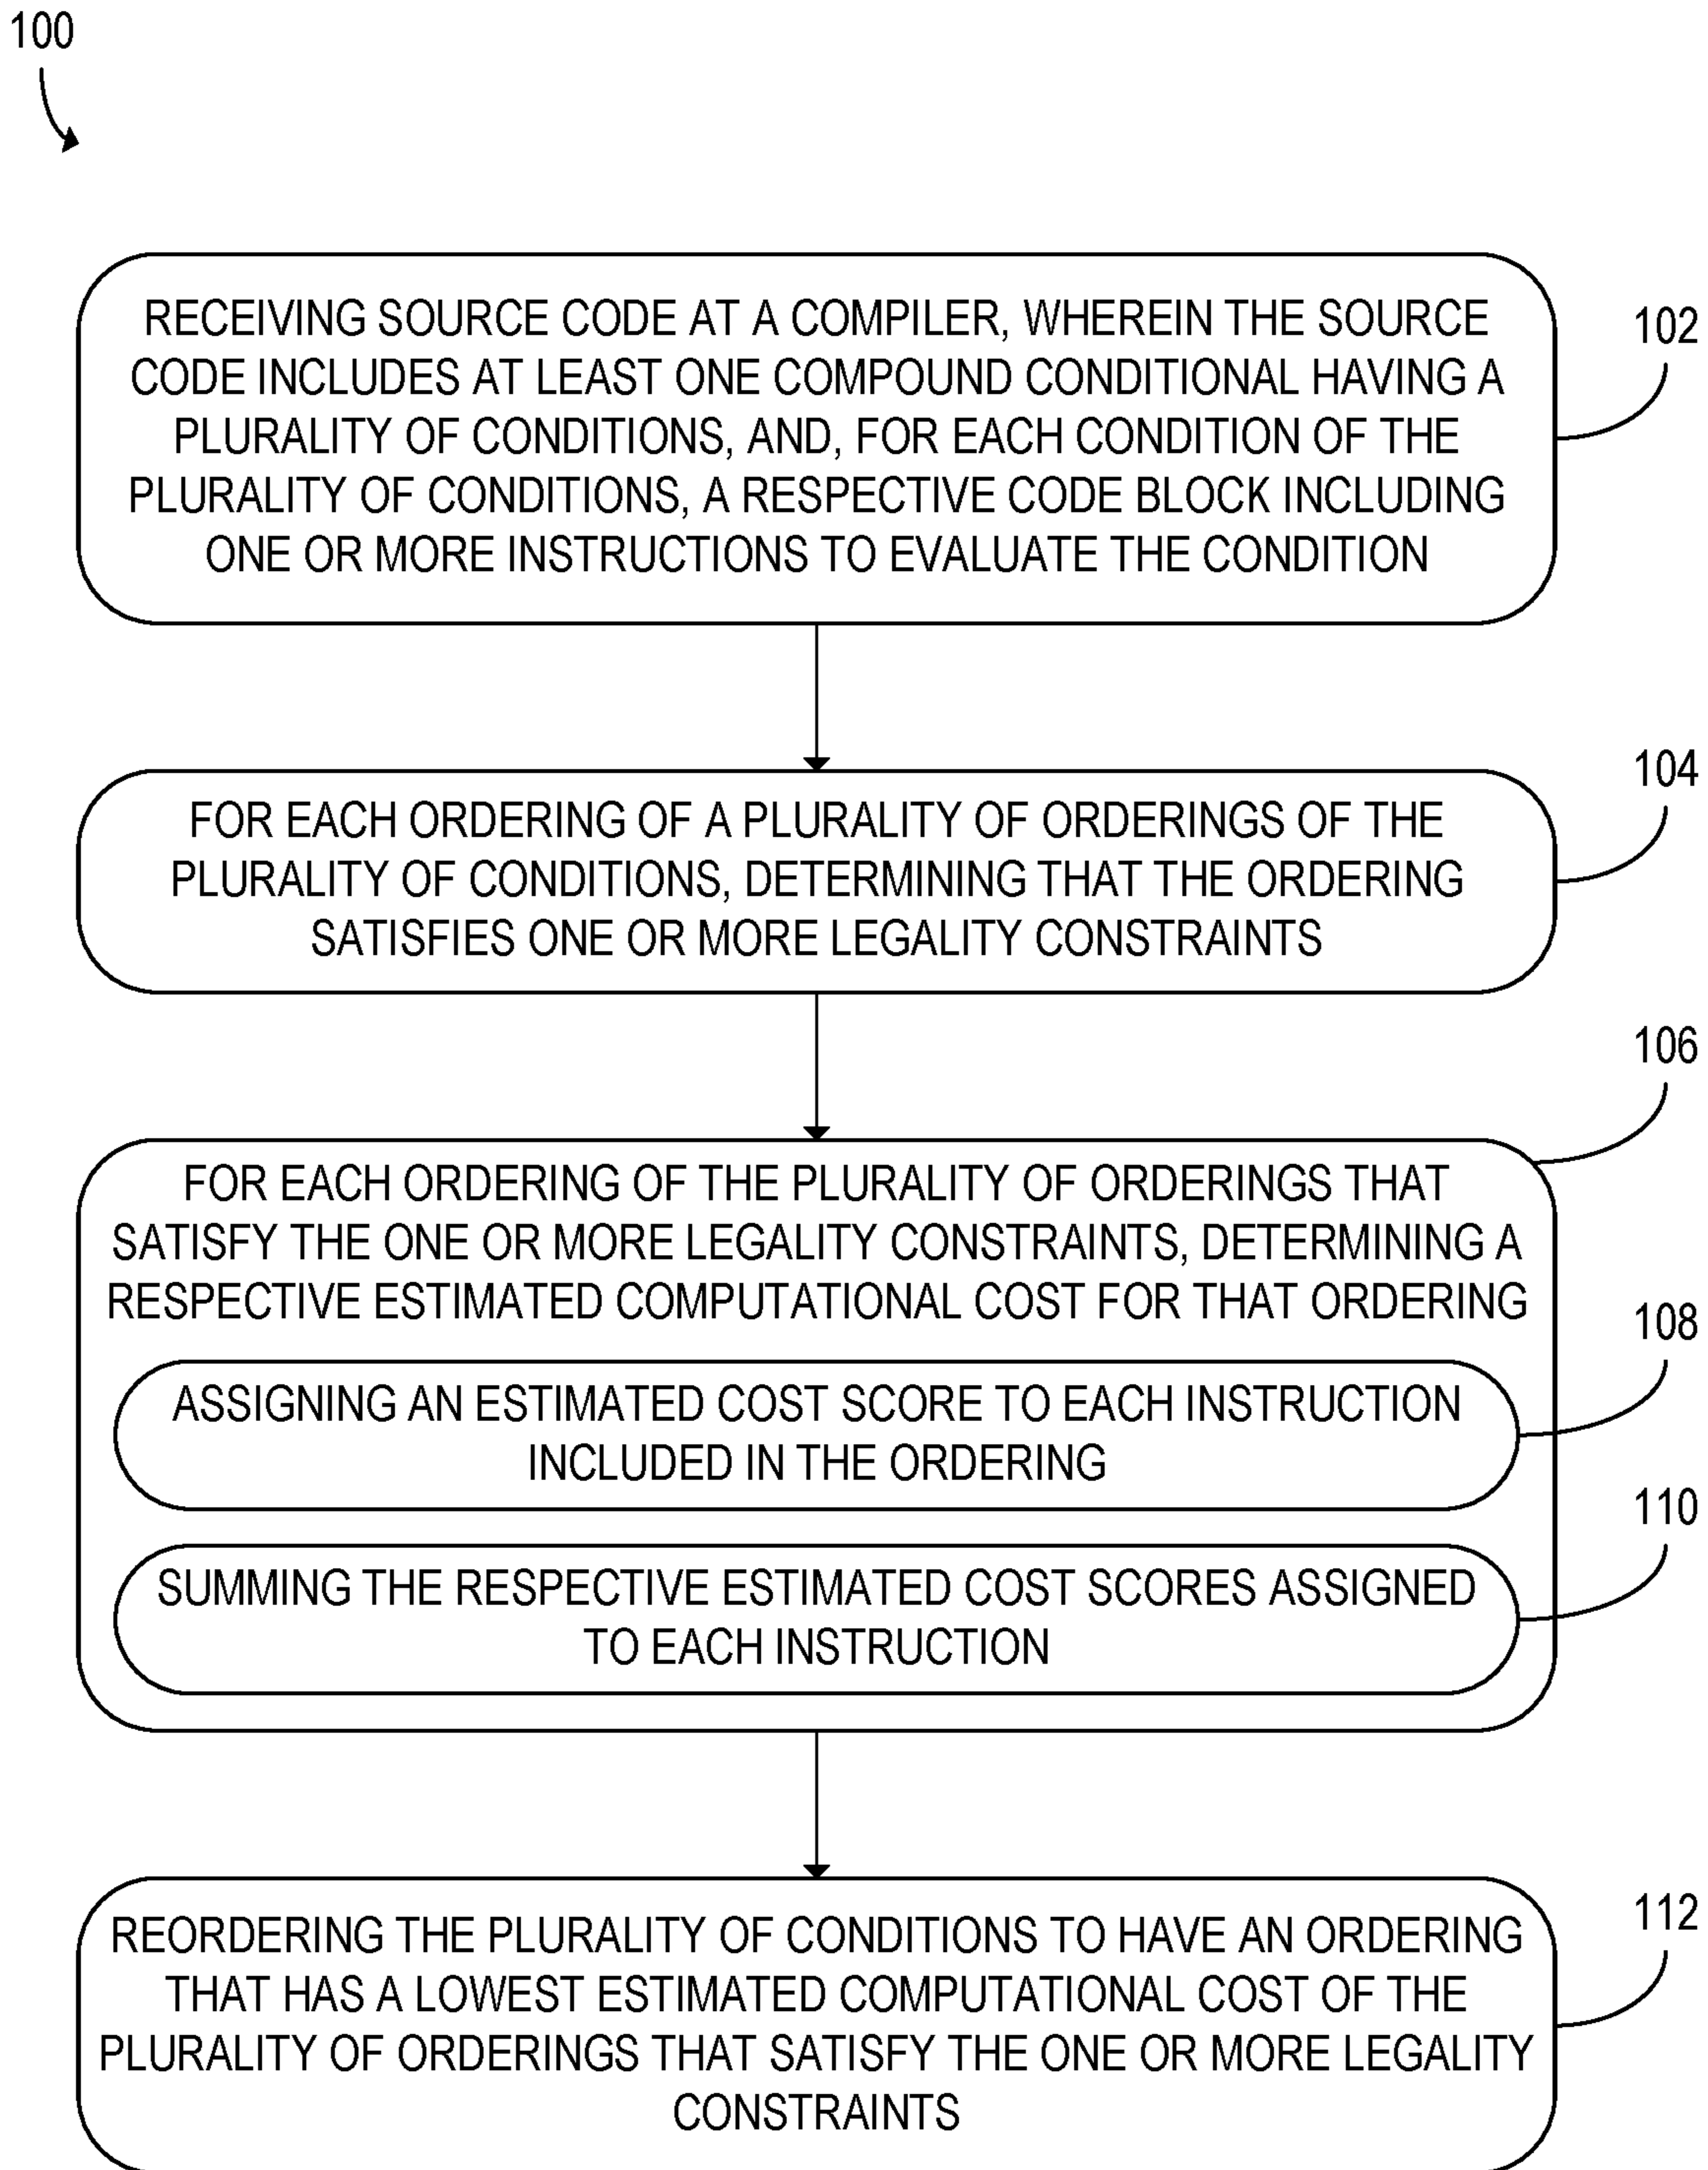 100
RECEIVING SOURCE CODE AT A COMPILER, WHEREIN THE SOURCE
CODE INCLUDES AT LEAST ONE COMPOUND CONDITIONAL HAVING A
PLURALITY OF CONDITIONS, AND, FOR EACH CONDITION OF THE
PLURALITY OF CONDITIONS, A RESPECTIVE CODE BLOCK INCLUDING
ONE OR MORE INSTRUCTIONS TO EVALUATE THE CONDITION
102
FOR EACH ORDERING OF A PLURALITY OF ORDERINGS OF THE
PLURALITY OF CONDITIONS, DETERMINING THAT THE ORDERING
SATISFIES ONE OR MORE LEGALITY CONSTRAINTS
104
FOR EACH ORDERING OF THE PLURALITY OF ORDERINGS THAT
SATISFY THE ONE OR MORE LEGALITY CONSTRAINTS, DETERMINING A
RESPECTIVE ESTIMATED COMPUTATIONAL COST FOR THAT ORDERING
106
ASSIGNING AN ESTIMATED COST SCORE TO EACH INSTRUCTION
INCLUDED IN THE ORDERING
108
SUMMING THE RESPECTIVE ESTIMATED COST SCORES ASSIGNED
TO EACH INSTRUCTION
110
REORDERING THE PLURALITY OF CONDITIONS TO HAVE AN ORDERING
THAT HAS A LOWEST ESTIMATED COMPUTATIONAL COST OF THE
PLURALITY OF ORDERINGS THAT SATISFY THE ONE OR MORE LEGALITY
CONSTRAINTS
112